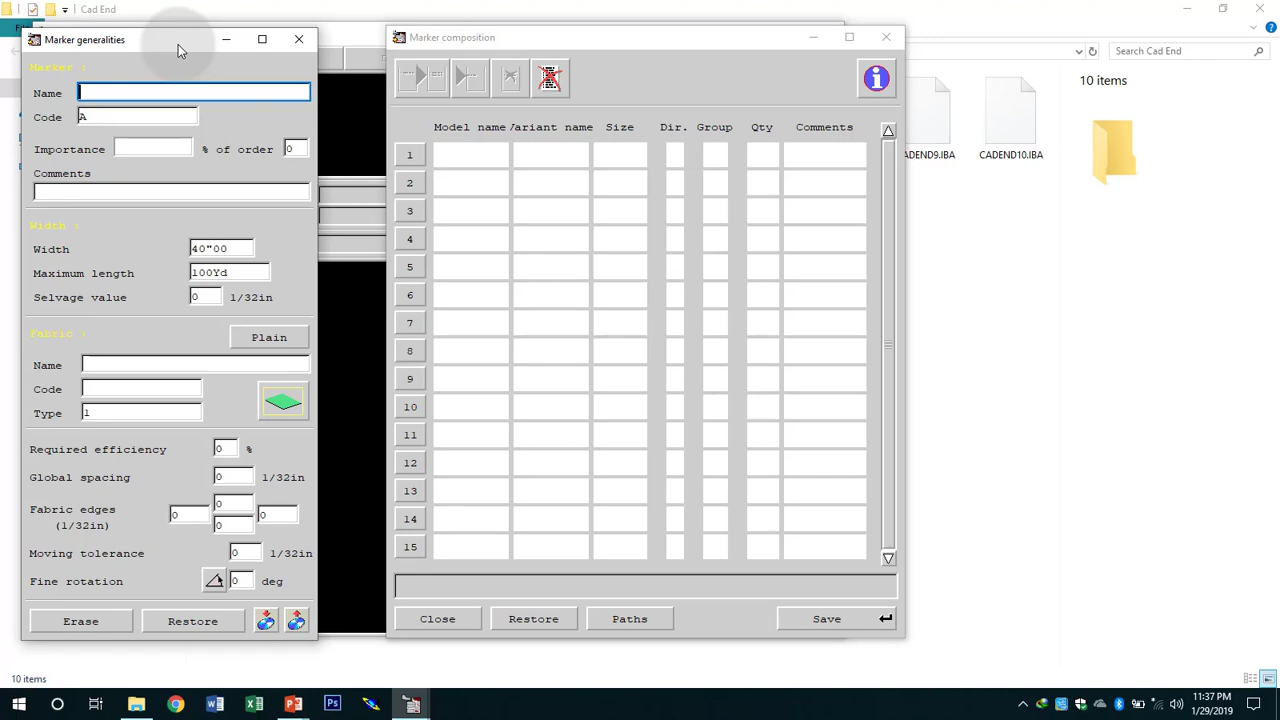 Cad End
File
Search Cad End
Marker generalities
Marker :
Name
Code
A
Importance
% of order
0
Comments
Width :
Width
40"00
Maximum length
100Yd
Selvage value
0
1/32in
Fabric :
Plain
Name
Code
Type
1
Required efficiency
0
%
Global spacing
0
1/32in
Fabric edges
(1/32in)
0
0
0
0
Moving tolerance
0
1/32in
Fine rotation
0
deg
Erase
Restore
Marker composition
Model name
Variant name
Size
Dir.
Group
Qty
Comments
1
2
3
4
5
6
7
8
9
10
11
12
13
14
15
Close
Restore
Paths
Save
CADEND9.IBA
CADEND10.IBA
10 items
10 items
11:37 PM
1/29/2019